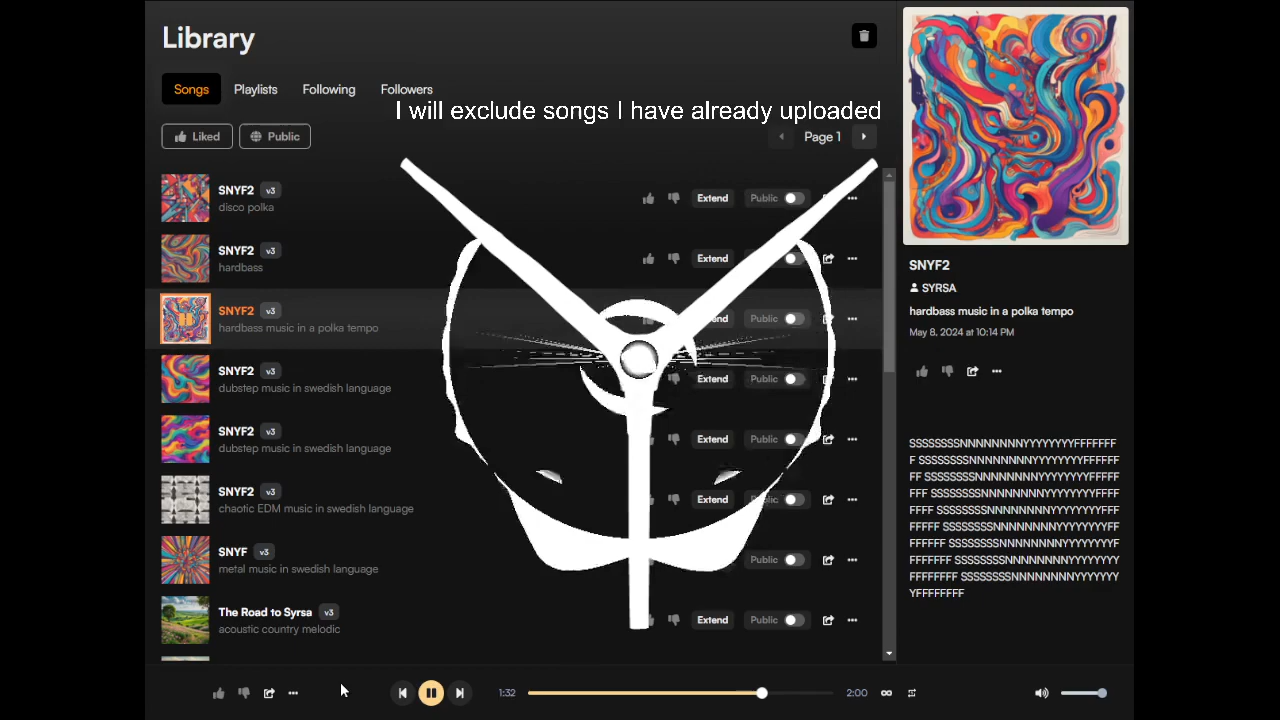 Library
Songs Playlists Following Followers
I will exclude songs I have already uploaded
Liked Public Page 1
SNYF2 v3
disco polka
Extend Public
SNYF2 v3
hardbass
Extend Public
SNYF2 v3
hardbass music in a polka tempo
Public
SNYF2 v3
dubstep music in swedish language
Extend Public
SNYF2 v3
dubstep music in swedish language
Extend Public
SNYF2 v3
chaotic EDM music in swedish language
Extend Public
SNYF v3
metal music in swedish language
Extend Public
The Road to Syrsa v3
acoustic country melodic
Extend Public
1:32 2:00
SNYF2
SYRSA
hardbass music in a polka tempo
May 8, 2024 at 10:14 PM
SSSSSSSSNNNNNNNNYYYYYYYYFFFFFFF
F SSSSSSSSNNNNNNNNYYYYYYYYFFFFFF
FF SSSSSSSSNNNNNNNNYYYYYYYYFFFFF
FFF SSSSSSSSNNNNNNNNYYYYYYYYFFFF
FFFF SSSSSSSSNNNNNNNNYYYYYYYYFFF
FFFFF SSSSSSSSNNNNNNNNYYYYYYYYFF
FFFFFF SSSSSSSSNNNNNNNNYYYYYYYYF
FFFFFFF SSSSSSSSNNNNNNNNYYYYYYYY
FFFFFFFF SSSSSSSSNNNNNNNNYYYYYYY
YFFFFFFFF